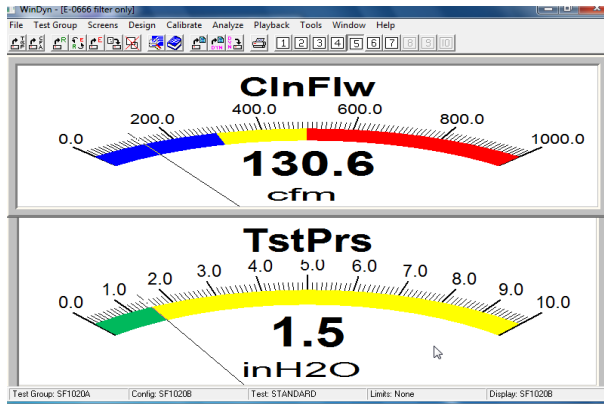 WinDyn - [E-0666 filter only]
File Test Group Screens Design Calibrate Analyze Playback Tools Window Help
1 2 3 4 5 6 7 8 9 10
ClnFlw
0.0 200.0 400.0 600.0 800.0 1000.0
130.6
cfm
TstPrs
0.0 1.0 2.0 3.0 4.0 5.0 6.0 7.0 8.0 9.0 10.0
1.5
inH2O
Test Group: SF1020A Config: SF1020B Test: STANDARD Limits: None Display: SF1020B